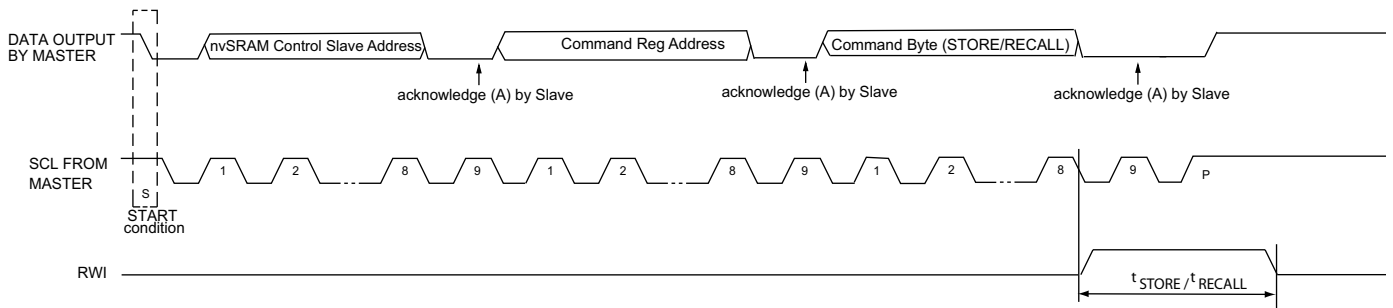 DATA OUTPUT
BY MASTER
nvSRAM Control Slave Address
Command Reg Address
Command Byte (STORE/RECALL)
acknowledge (A) by Slave
acknowledge (A) by Slave
acknowledge (A) by Slave
SCL FROM
MASTER
1 2 8 9 1 2 8 9 1 2 8 9 P
S
START
condition
RWI
tSTORE / tRECALL